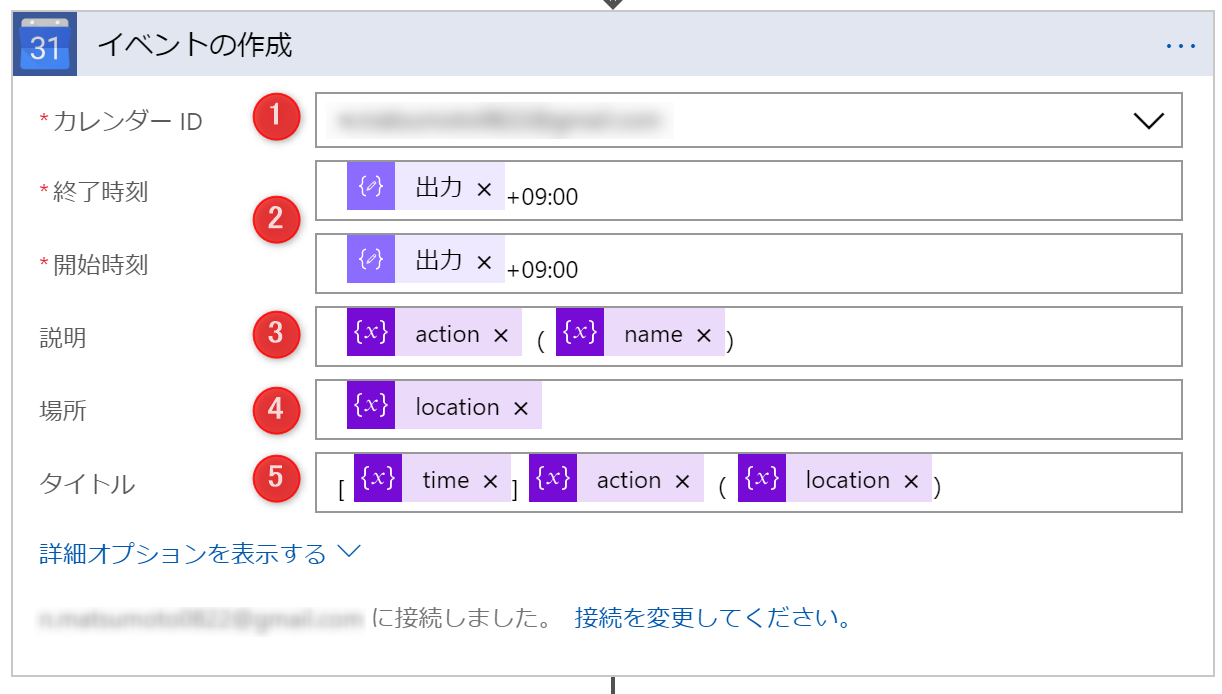 31 イベントの作成 ...
*カレンダー ID 1
*終了時刻 {} 出力 × +09:00
2
*開始時刻 {} 出力 × +09:00
説明 3 {x} action × ( {x} name × )
場所 4 {x} location ×
タイトル 5 [ {x} time × ] {x} action × ( {x} location × )
詳細オプションを表示する
に接続しました。 接続を変更してください。